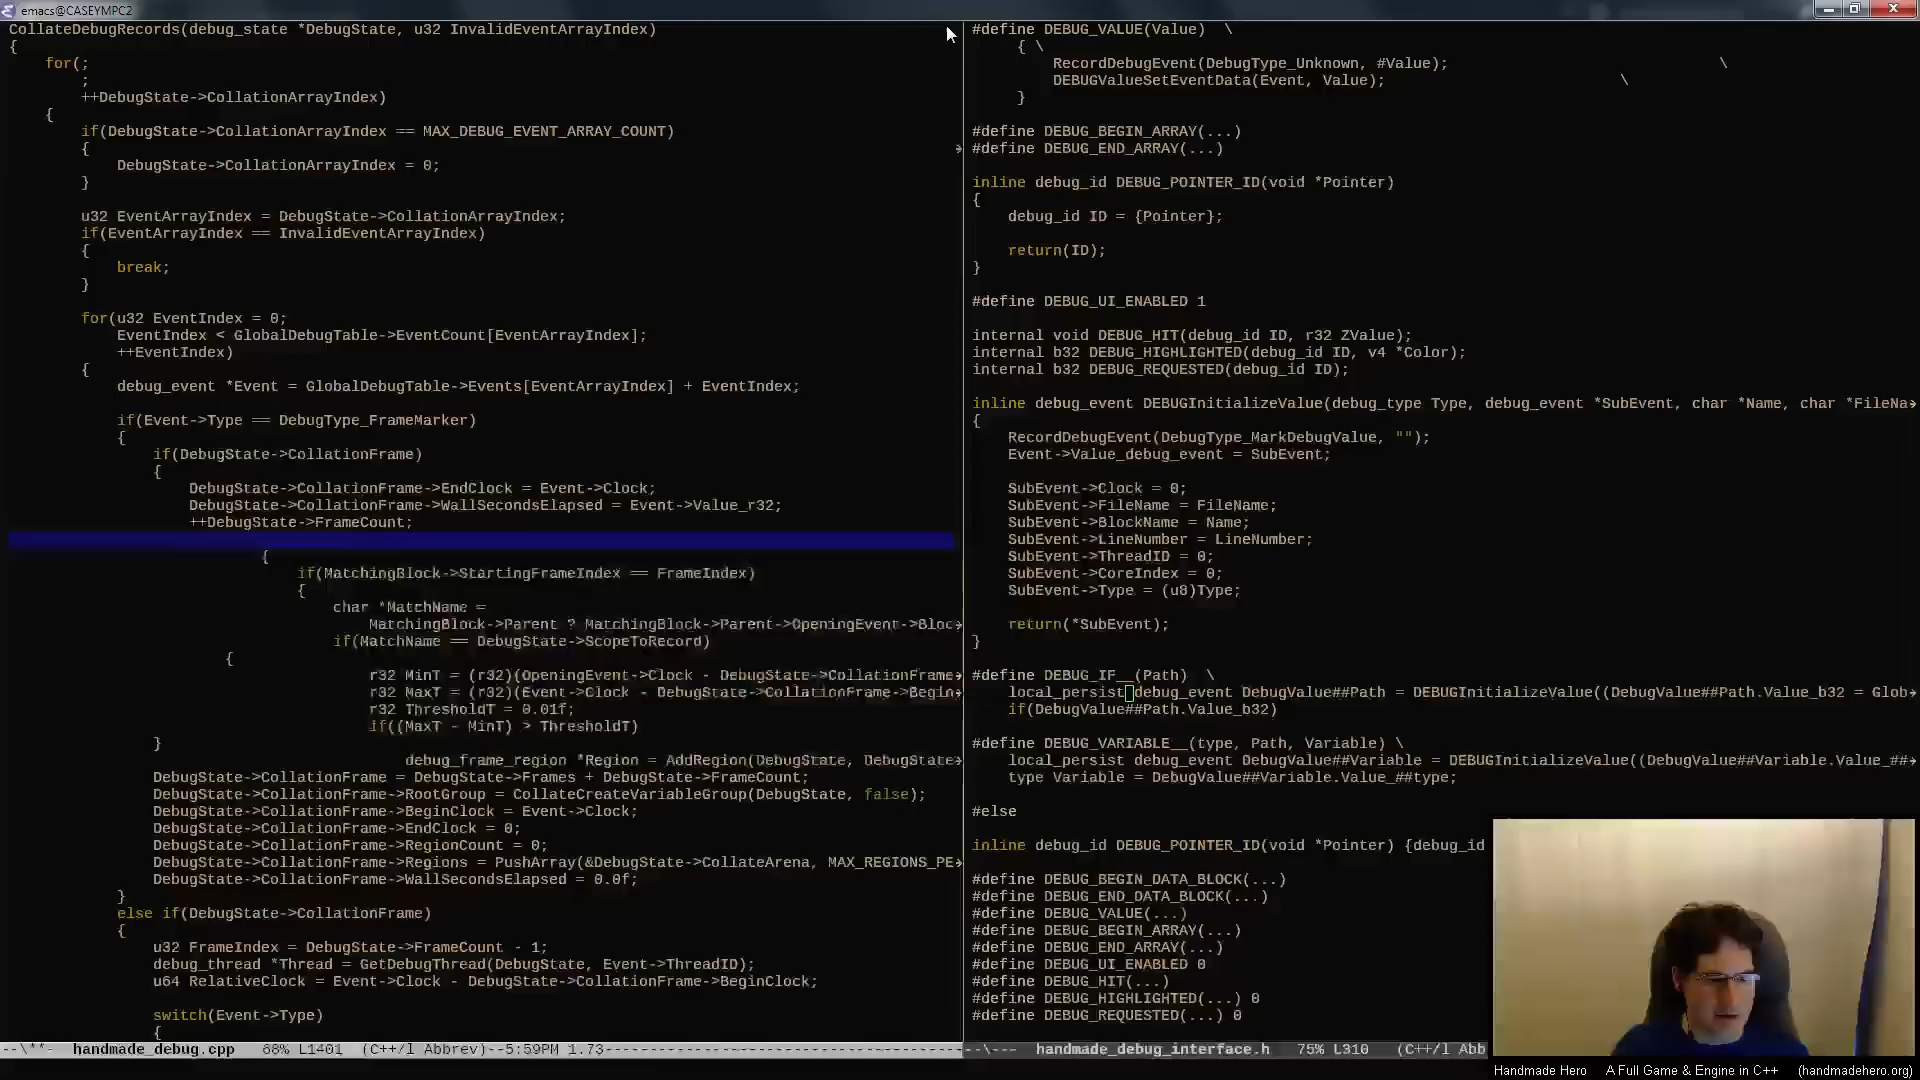 emacs@CASEYMPC2
CollateDebugRecords(debug_state *DebugState, u32 InvalidEventArrayIndex)
{
for(;
;
++DebugState->CollationArrayIndex)
{
if(DebugState->CollationArrayIndex == MAX_DEBUG_EVENT_ARRAY_COUNT)
{
DebugState->CollationArrayIndex = 0;
}
u32 EventArrayIndex = DebugState->CollationArrayIndex;
if(EventArrayIndex == InvalidEventArrayIndex)
{
break;
}
for(u32 EventIndex = 0;
EventIndex < GlobalDebugTable->EventCount[EventArrayIndex];
++EventIndex)
{
debug_event *Event = GlobalDebugTable->Events[EventArrayIndex] + EventIndex;
if(Event->Type == DebugType_FrameMarker)
{
if(DebugState->CollationFrame)
{
DebugState->CollationFrame->EndClock = Event->Clock;
DebugState->CollationFrame->WallSecondsElapsed = Event->Value_r32;
++DebugState->FrameCount;
{
if(MatchingBlock->StartingFrameIndex == FrameIndex)
{
char *MatchName =
MatchingBlock->Parent ? MatchingBlock->Parent->OpeningEvent->Bloc
if(MatchName == DebugState->ScopeToRecord)
{
r32 MinT = (r32)(OpeningEvent->Clock - DebugState->CollationFrame
r32 MaxT = (r32)(Event->Clock - DebugState->CollationFrame->Begin
r32 ThresholdT = 0.01f;
if((MaxT - MinT) > ThresholdT)
}
debug_frame_region *Region = AddRegion(DebugState, DebugState
DebugState->CollationFrame = DebugState->Frames + DebugState->FrameCount;
DebugState->CollationFrame->RootGroup = CollateCreateVariableGroup(DebugState, false);
DebugState->CollationFrame->BeginClock = Event->Clock;
DebugState->CollationFrame->EndClock = 0;
DebugState->CollationFrame->RegionCount = 0;
DebugState->CollationFrame->Regions = PushArray(&DebugState->CollateArena, MAX_REGIONS_PE
DebugState->CollationFrame->WallSecondsElapsed = 0.0f;
}
else if(DebugState->CollationFrame)
{
u32 FrameIndex = DebugState->FrameCount - 1;
debug_thread *Thread = GetDebugThread(DebugState, Event->ThreadID);
u64 RelativeClock = Event->Clock - DebugState->CollationFrame->BeginClock;
switch(Event->Type)
{
--\**- handmade_debug.cpp 68% L1401 (C++/l Abbrev)--5:59PM 1.73
#define DEBUG_VALUE(Value) \
{ \
RecordDebugEvent(DebugType_Unknown, #Value); \
DEBUGValueSetEventData(Event, Value); \
}
#define DEBUG_BEGIN_ARRAY(...)
#define DEBUG_END_ARRAY(...)
inline debug_id DEBUG_POINTER_ID(void *Pointer)
{
debug_id ID = {Pointer};
return(ID);
}
#define DEBUG_UI_ENABLED 1
internal void DEBUG_HIT(debug_id ID, r32 ZValue);
internal b32 DEBUG_HIGHLIGHTED(debug_id ID, v4 *Color);
internal b32 DEBUG_REQUESTED(debug_id ID);
inline debug_event DEBUGInitializeValue(debug_type Type, debug_event *SubEvent, char *Name, char *FileNa
{
RecordDebugEvent(DebugType_MarkDebugValue, "");
Event->Value_debug_event = SubEvent;
SubEvent->Clock = 0;
SubEvent->FileName = FileName;
SubEvent->BlockName = Name;
SubEvent->LineNumber = LineNumber;
SubEvent->ThreadID = 0;
SubEvent->CoreIndex = 0;
SubEvent->Type = (u8)Type;
return(*SubEvent);
}
#define DEBUG_IF__(Path) \
local_persist debug_event DebugValue##Path = DEBUGInitializeValue((DebugValue##Path.Value_b32 = Glob
if(DebugValue##Path.Value_b32)
#define DEBUG_VARIABLE__(type, Path, Variable) \
local_persist debug_event DebugValue##Variable = DEBUGInitializeValue((DebugValue##Variable.Value_##
type Variable = DebugValue##Variable.Value_##type;
#else
inline debug_id DEBUG_POINTER_ID(void *Pointer) {debug_id
#define DEBUG_BEGIN_DATA_BLOCK(...)
#define DEBUG_END_DATA_BLOCK(...)
#define DEBUG_VALUE(...)
#define DEBUG_BEGIN_ARRAY(...)
#define DEBUG_END_ARRAY(...)
#define DEBUG_UI_ENABLED 0
#define DEBUG_HIT(...)
#define DEBUG_HIGHLIGHTED(...) 0
#define DEBUG_REQUESTED(...) 0
--\--- handmade_debug_interface.h 75% L310 (C++/l Abb
Handmade Hero A Full Game & Engine in C++ (handmadehero.org)